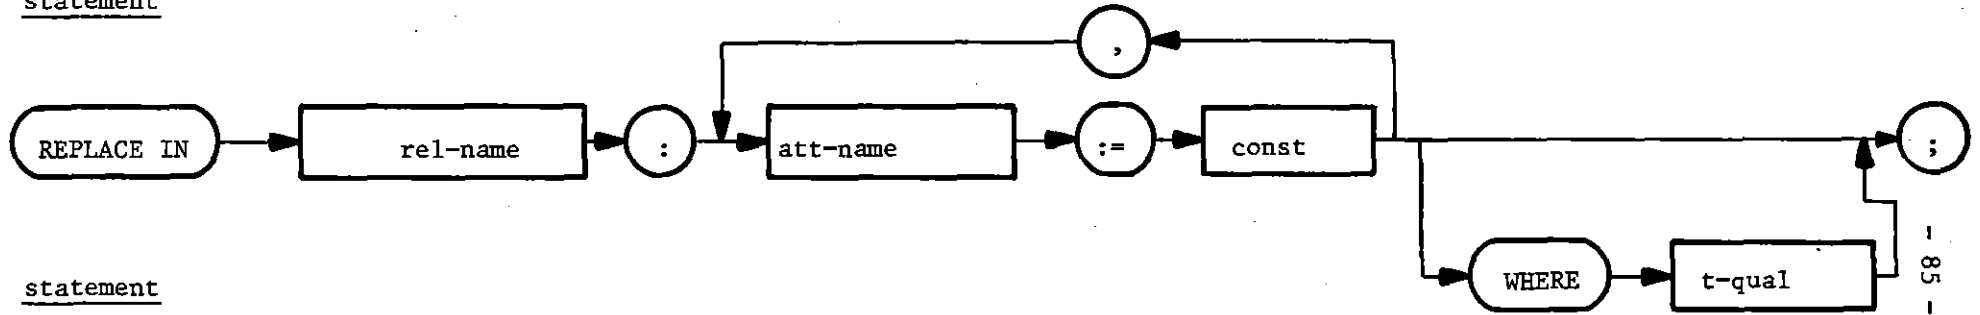 statement
,
REPLACE IN rel-name : att-name := const ;
WHERE t-qual
statement
- 85 -